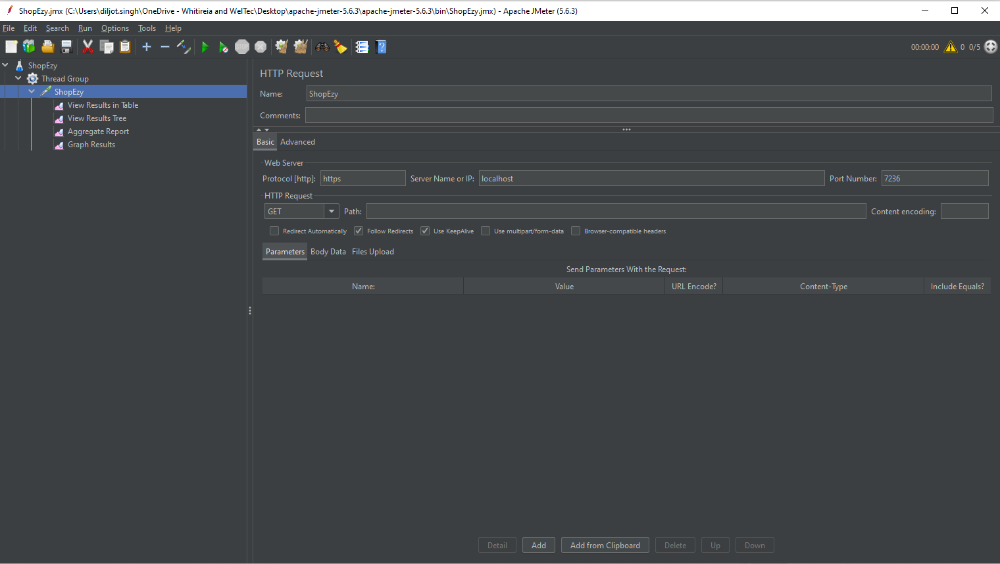 ShopEzy.jmx (C:\Users\diljot.singh\OneDrive - Whitireia and WelTec\Desktop\apache-jmeter-5.6.3\apache-jmeter-5.6.3\bin\ShopEzy.jmx) - Apache JMeter (5.6.3)
File Edit Search Run Options Tools Help
00:00:00 0 0/5
ShopEzy
Thread Group
ShopEzy
View Results in Table
View Results Tree
Aggregate Report
Graph Results
HTTP Request
Name: ShopEzy
Comments:
Basic Advanced
Web Server
Protocol [http]: https Server Name or IP: localhost Port Number: 7236
HTTP Request
GET Path: Content encoding:
Redirect Automatically Follow Redirects Use KeepAlive Use multipart/form-data Browser-compatible headers
Parameters Body Data Files Upload
Send Parameters With the Request:
Name: Value URL Encode? Content-Type Include Equals?
Detail Add Add from Clipboard Delete Up Down